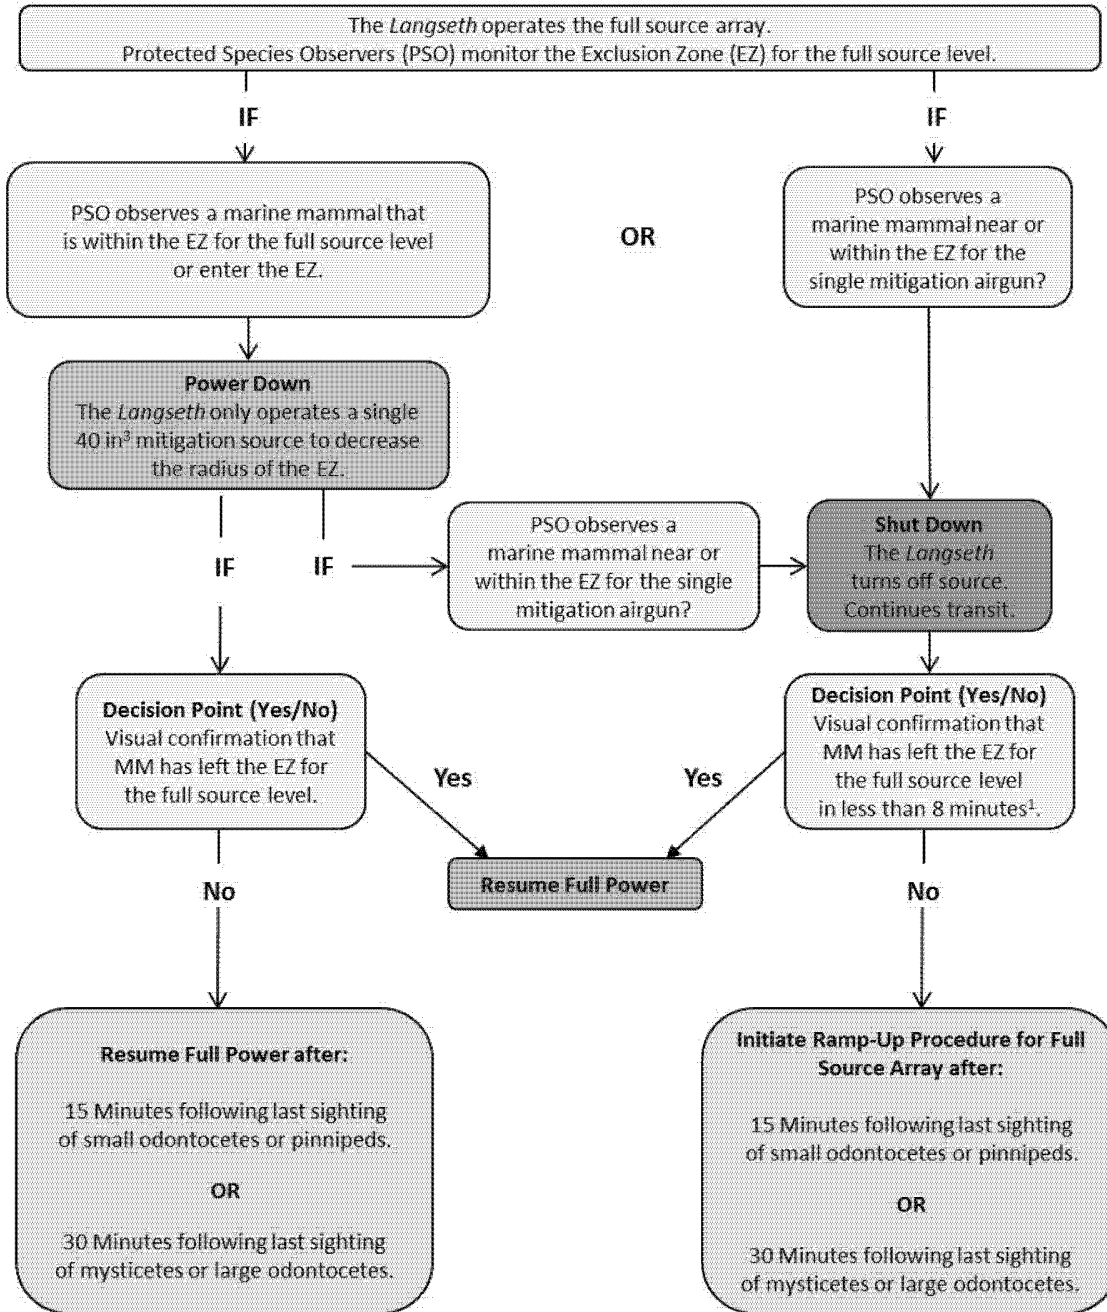 The Langseth operates the full source array.
Protected Species Observers (PSO) monitor the Exclusion Zone (EZ) for the full source level.
IF
IF
PSO observes a marine mammal that
is within the EZ for the full source level
or enter the EZ.
OR
PSO observes a
marine mammal near or
within the EZ for the
single mitigation airgun?
Power Down
The Langseth only operates a single
40 in³ mitigation source to decrease
the radius of the EZ.
IF
IF
PSO observes a
marine mammal near or
within the EZ for the single
mitigation airgun?
Shut Down
The Langseth
turns off source.
Continues transit.
Decision Point (Yes/No)
Visual confirmation that
MM has left the EZ for
the full source level.
Yes
Yes
Decision Point (Yes/No)
Visual confirmation that
MM has left the EZ for
the full source level
in less than 8 minutes¹.
Resume Full Power
No
No
Resume Full Power after:
15 Minutes following last sighting
of small odontocetes or pinnipeds.
OR
30 Minutes following last sighting
of mysticetes or large odontocetes.
Initiate Ramp-Up Procedure for Full
Source Array after:
15 Minutes following last sighting
of small odontocetes or pinnipeds.
OR
30 Minutes following last sighting
of mysticetes or large odontocetes.